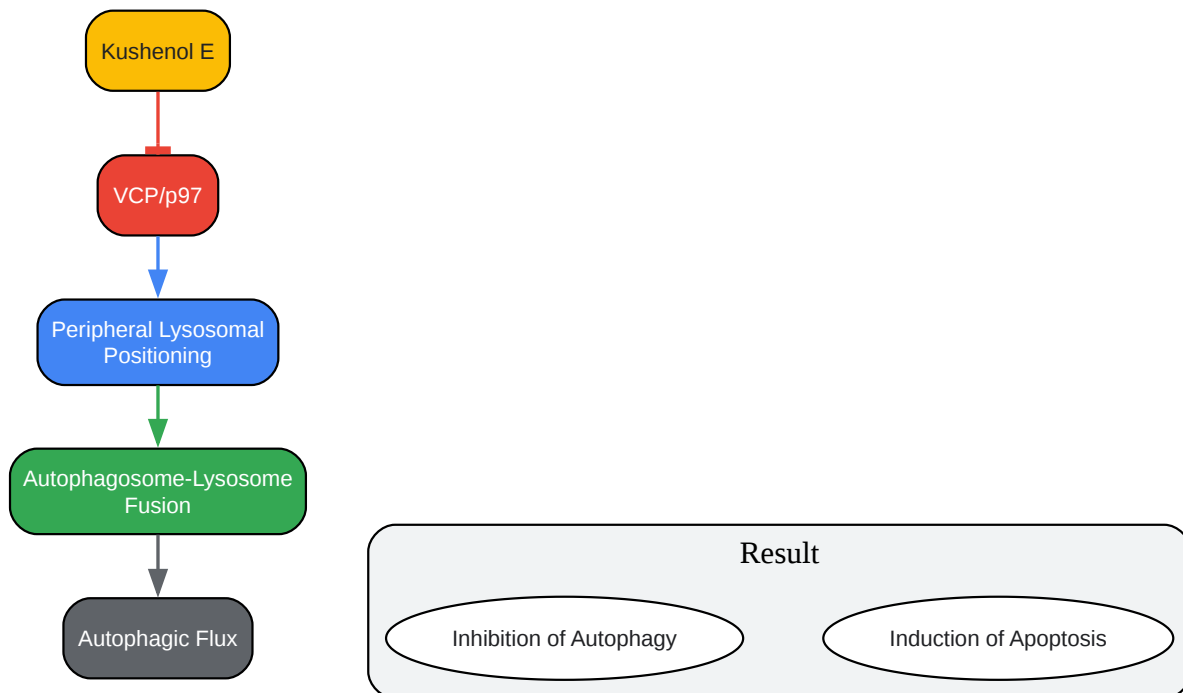 Kushenol E
VCP/p97
Peripheral Lysosomal
Positioning
Autophagosome-Lysosome
Fusion
Autophagic Flux
Result
Inhibition of Autophagy
Induction of Apoptosis